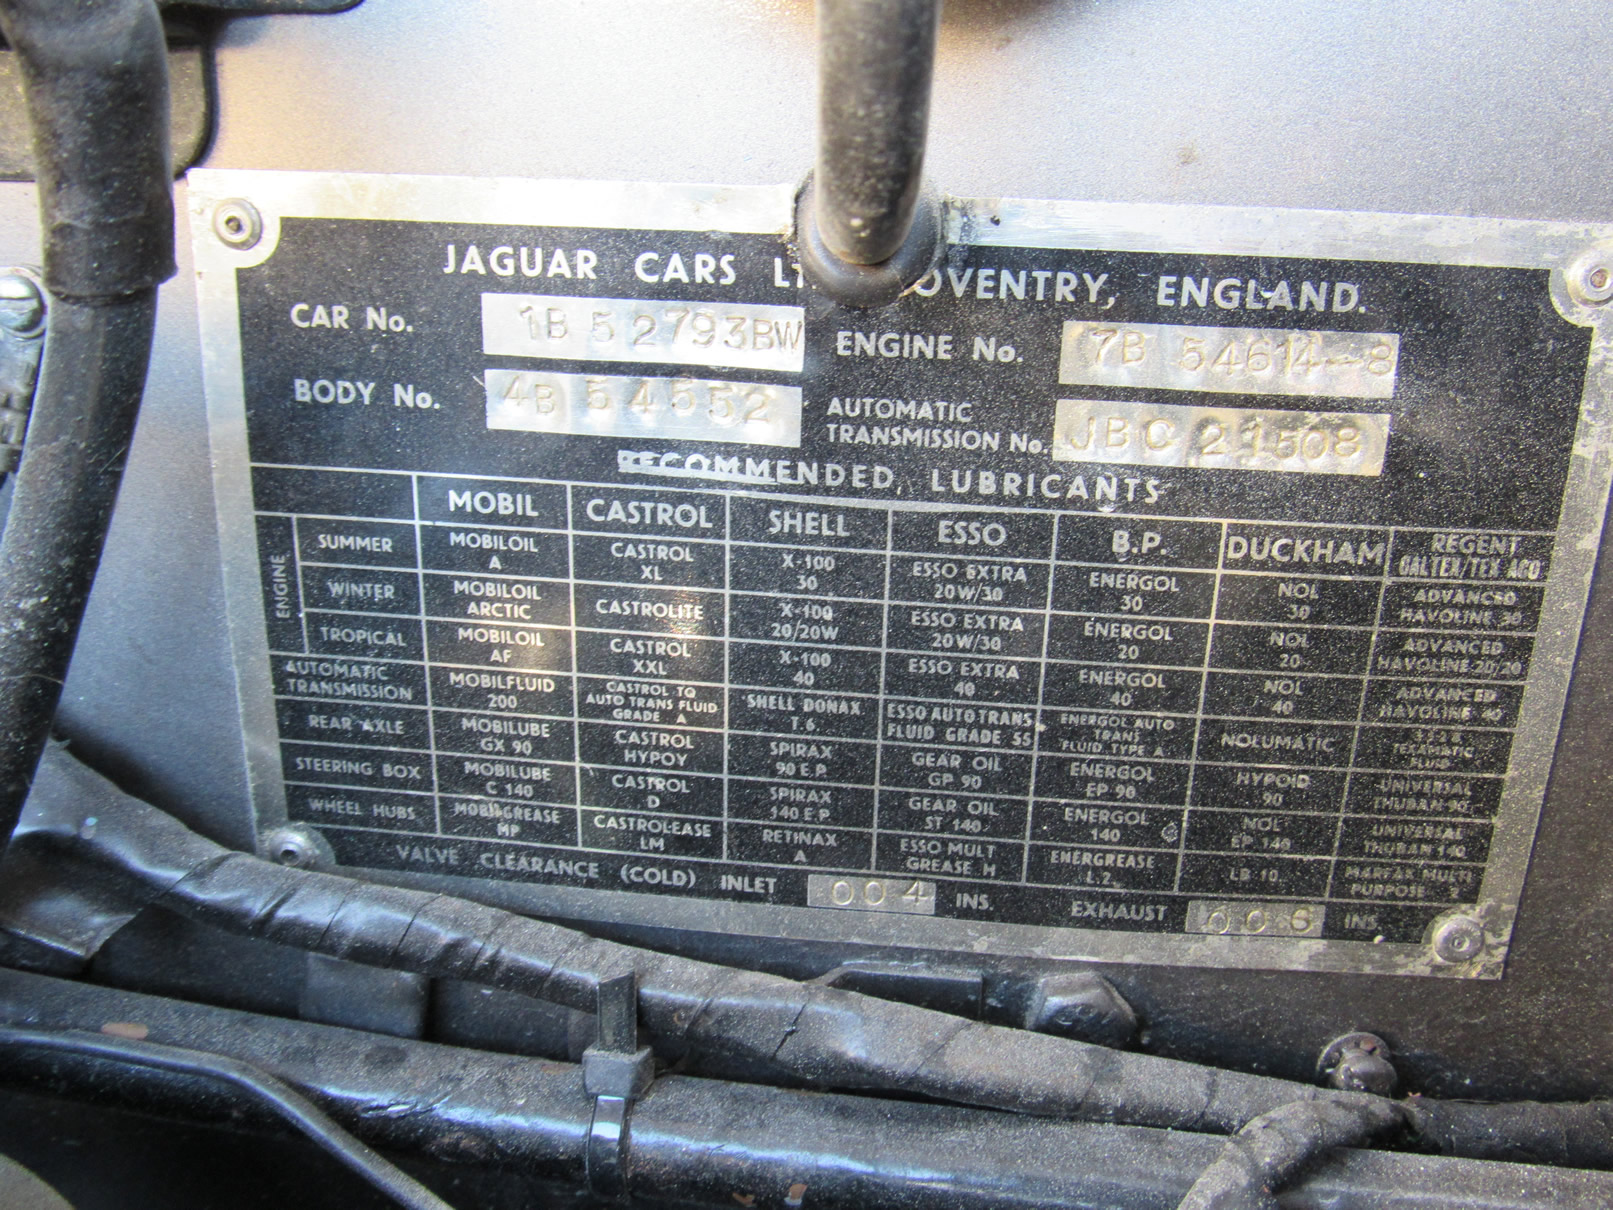 JAGUAR CARS OVENTRY, ENGLAND.
CAR No. 1B 52793BW ENGINE No. 7B 54614-8
BODY No. 4B 54552 AUTOMATIC TRANSMISSION No. JBC 21508
RECOMMENDED, LUBRICANTS
MOBIL CASTROL SHELL ESSO B.P. DUCKHAM REGENT CALTEX/TEXACO
ENGINE
SUMMER MOBILOIL A CASTROL XL X-100 30 ESSO EXTRA 20W/30 ENERGOL 30 NOL 30 ADVANCED HAVOLINE 30
WINTER MOBILOIL ARCTIC CASTROLITE X-100 20/20W ESSO EXTRA 20W/30 ENERGOL 20 NOL 20 ADVANCED HAVOLINE 20/20
TROPICAL MOBILOIL AF CASTROL XXL X-100 40 ESSO EXTRA 40 ENERGOL 40 NOL 40 ADVANCED HAVOLINE 40
AUTOMATIC TRANSMISSION MOBILFLUID 200 CASTROL TQ AUTO TRANS FLUID GRADE A SHELL DONAX T.6 ESSO AUTO TRANS FLUID GRADE 55 ENERGOL AUTO TRANS FLUID TYPE A NOLUMATIC TEXAMATIC FLUID
REAR AXLE MOBILUBE GX 90 CASTROL HYPOY SPIRAX 90 E.P. GEAR OIL GP 90 ENERGOL EP 90 HYPOID 90 UNIVERSAL THUBAN 90
STEERING BOX MOBILUBE C 140 CASTROL D SPIRAX 140 E.P. GEAR OIL ST 140 ENERGOL 140 NOL EP 140 UNIVERSAL THUBAN 140
WHEEL HUBS MOBILGREASE MP CASTROLEASE LM RETINAX A ESSO MULT GREASE H ENERGREASE L.2 LB 10 MARFAK MULTI PURPOSE 2
VALVE CLEARANCE (COLD) INLET 004 INS. EXHAUST 006 INS.